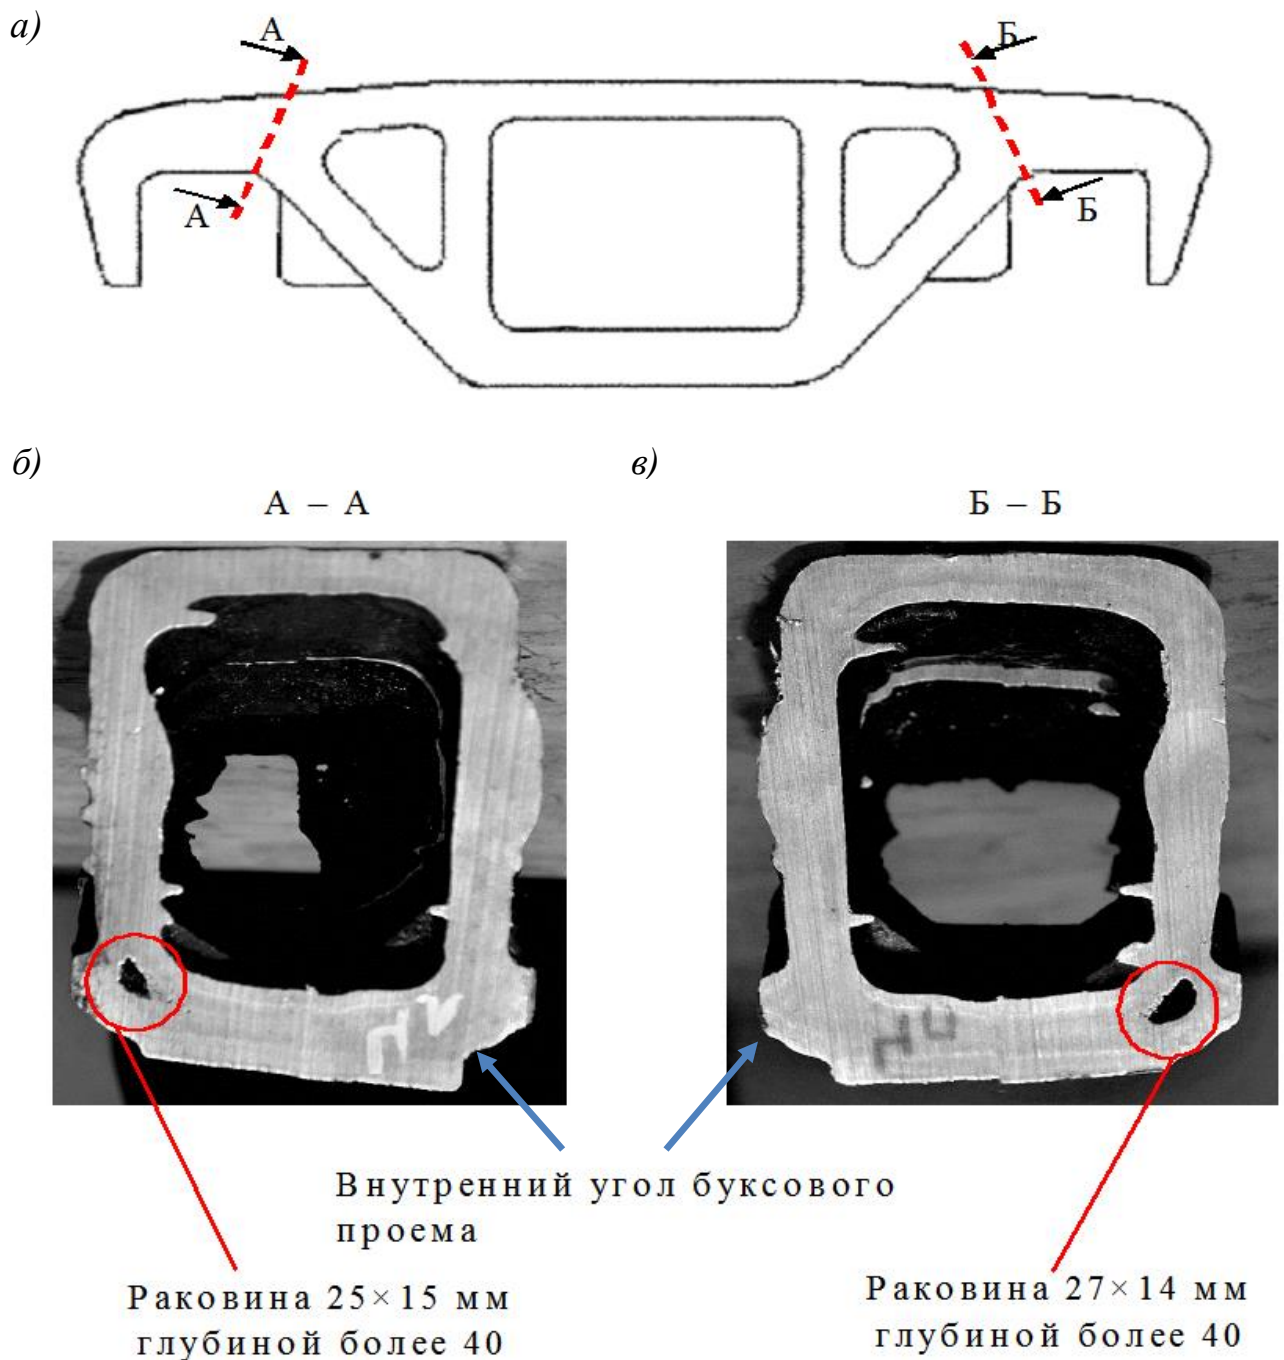 а)
А
Б
А
Б
б)
в)
А – А
Б – Б
Внутренний угол буксового
проема
Раковина 25×15 мм
глубиной более 40
Раковина 27×14 мм
глубиной более 40